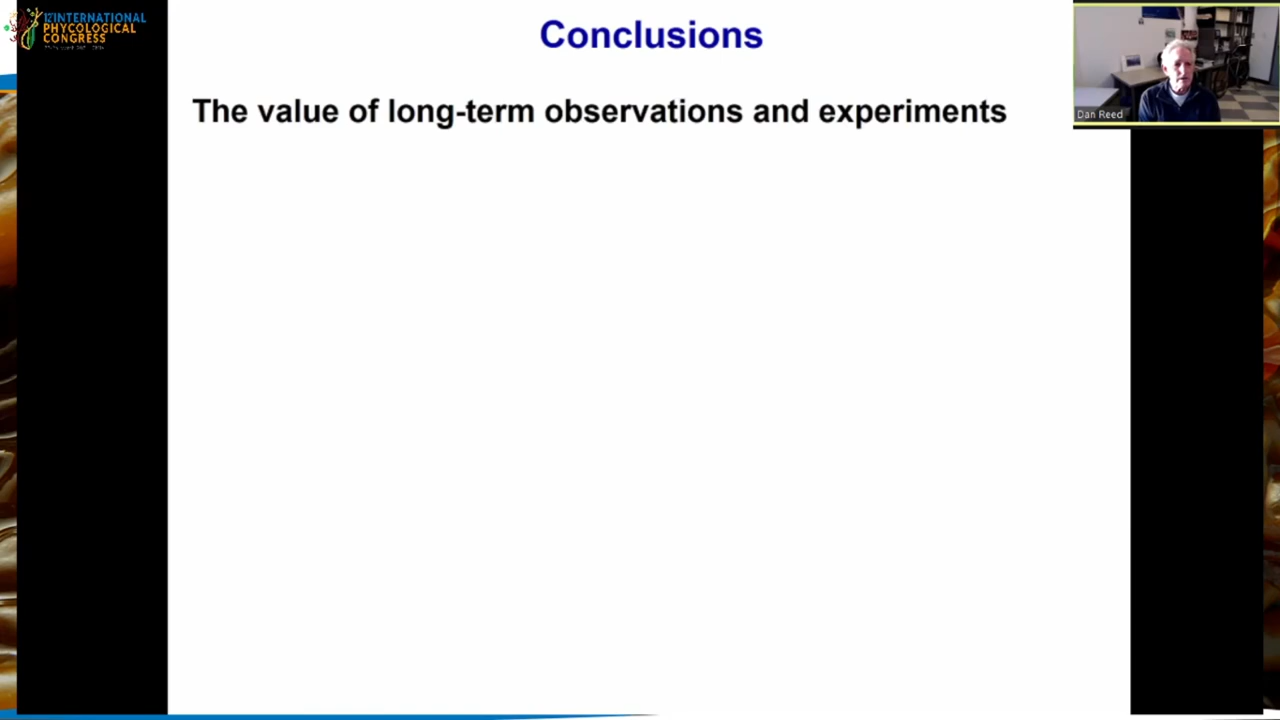 12th INTERNATIONAL
PHYCOLOGICAL
CONGRESS
Conclusions
The value of long-term observations and experiments
Dan Reed